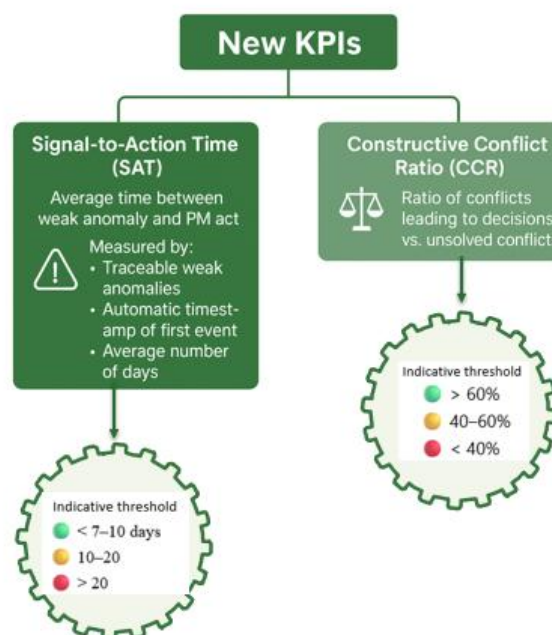 New KPIs
Signal-to-Action Time
(SAT)
Average time between
weak anomaly and PM act
Measured by:
• Traceable weak
anomalies
• Automatic timest-
amp of first event
• Average number
of days
Constructive Conflict
Ratio (CCR)
Ratio of conflicts
leading to decisions
vs. unsolved conflict
Indicative threshold
> 60%
40–60%
< 40%
Indicative threshold
< 7–10 days
10–20
> 20